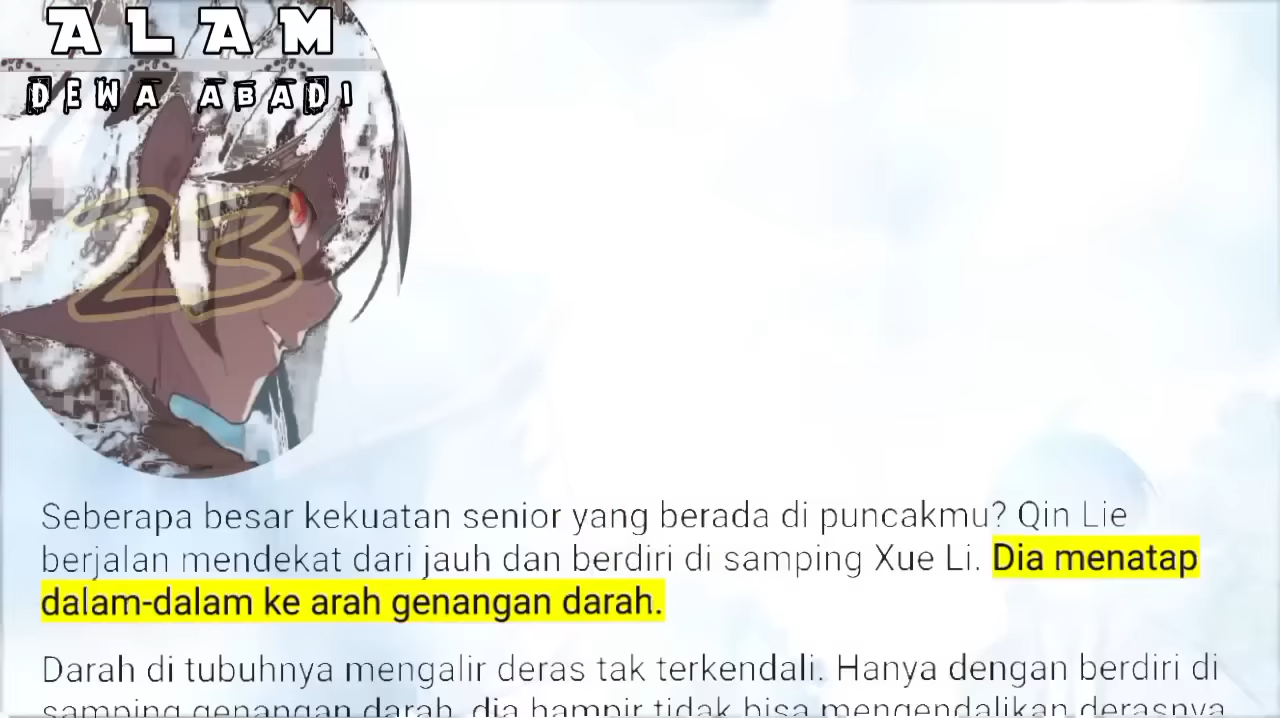 ALAM
DEWA ABADI
23
Seberapa besar kekuatan senior yang berada di puncakmu? Qin Lie
berjalan mendekat dari jauh dan berdiri di samping Xue Li. Dia menatap
dalam-dalam ke arah genangan darah.
Darah di tubuhnya mengalir deras tak terkendali. Hanya dengan berdiri di
samping genangan darah, dia hampir tidak bisa mengendalikan derasnya